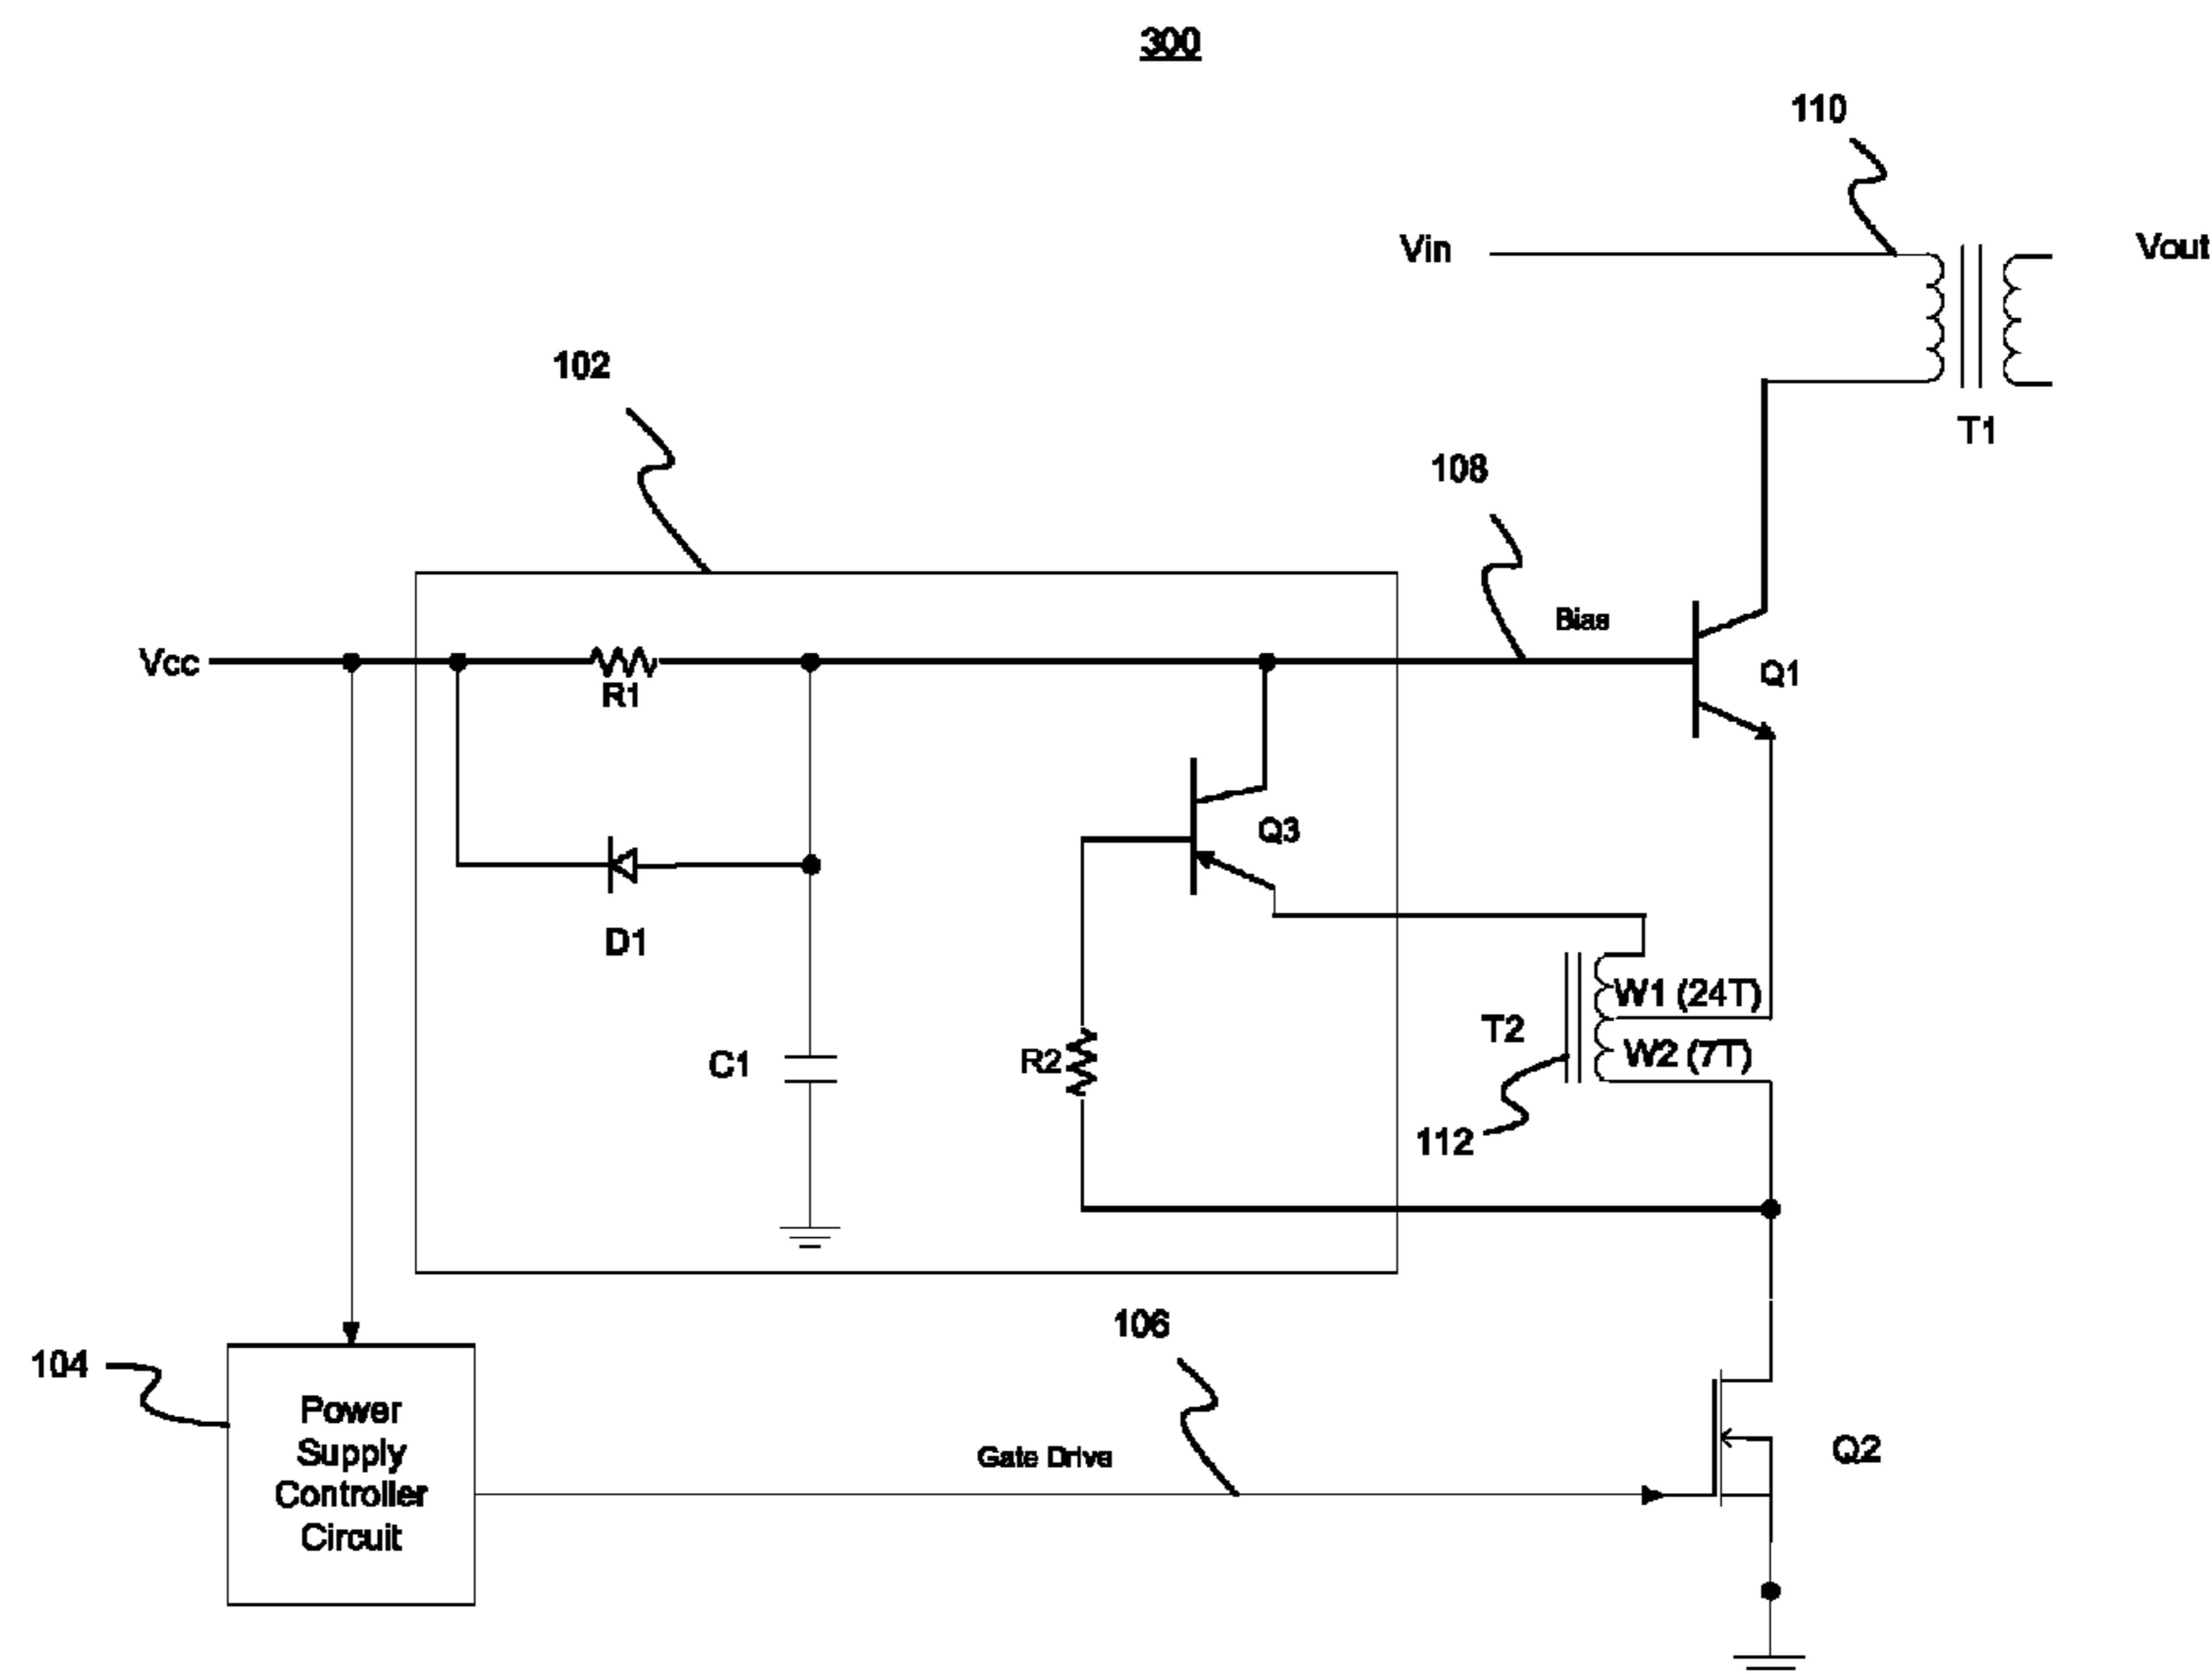 300
110
Vin
Vout
T1
102
108
Bias
Vcc
R1
Q1
Q3
D1
W1 (24T)
T2
W2 (7T)
C1
R2
112
106
104
Power
Supply
Controller
Circuit
Gate Drive
Q2